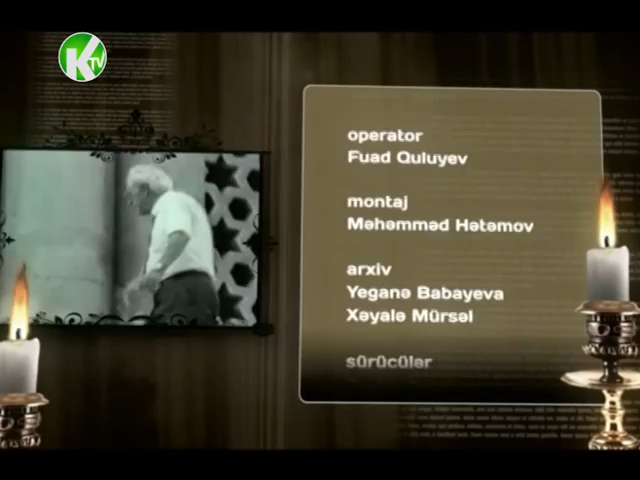 KTV
operator
Fuad Quluyev
montaj
Məhəmməd Hətəmov
arxiv
Yeganə Babayeva
Xəyalə Mürsəl
sürücülər